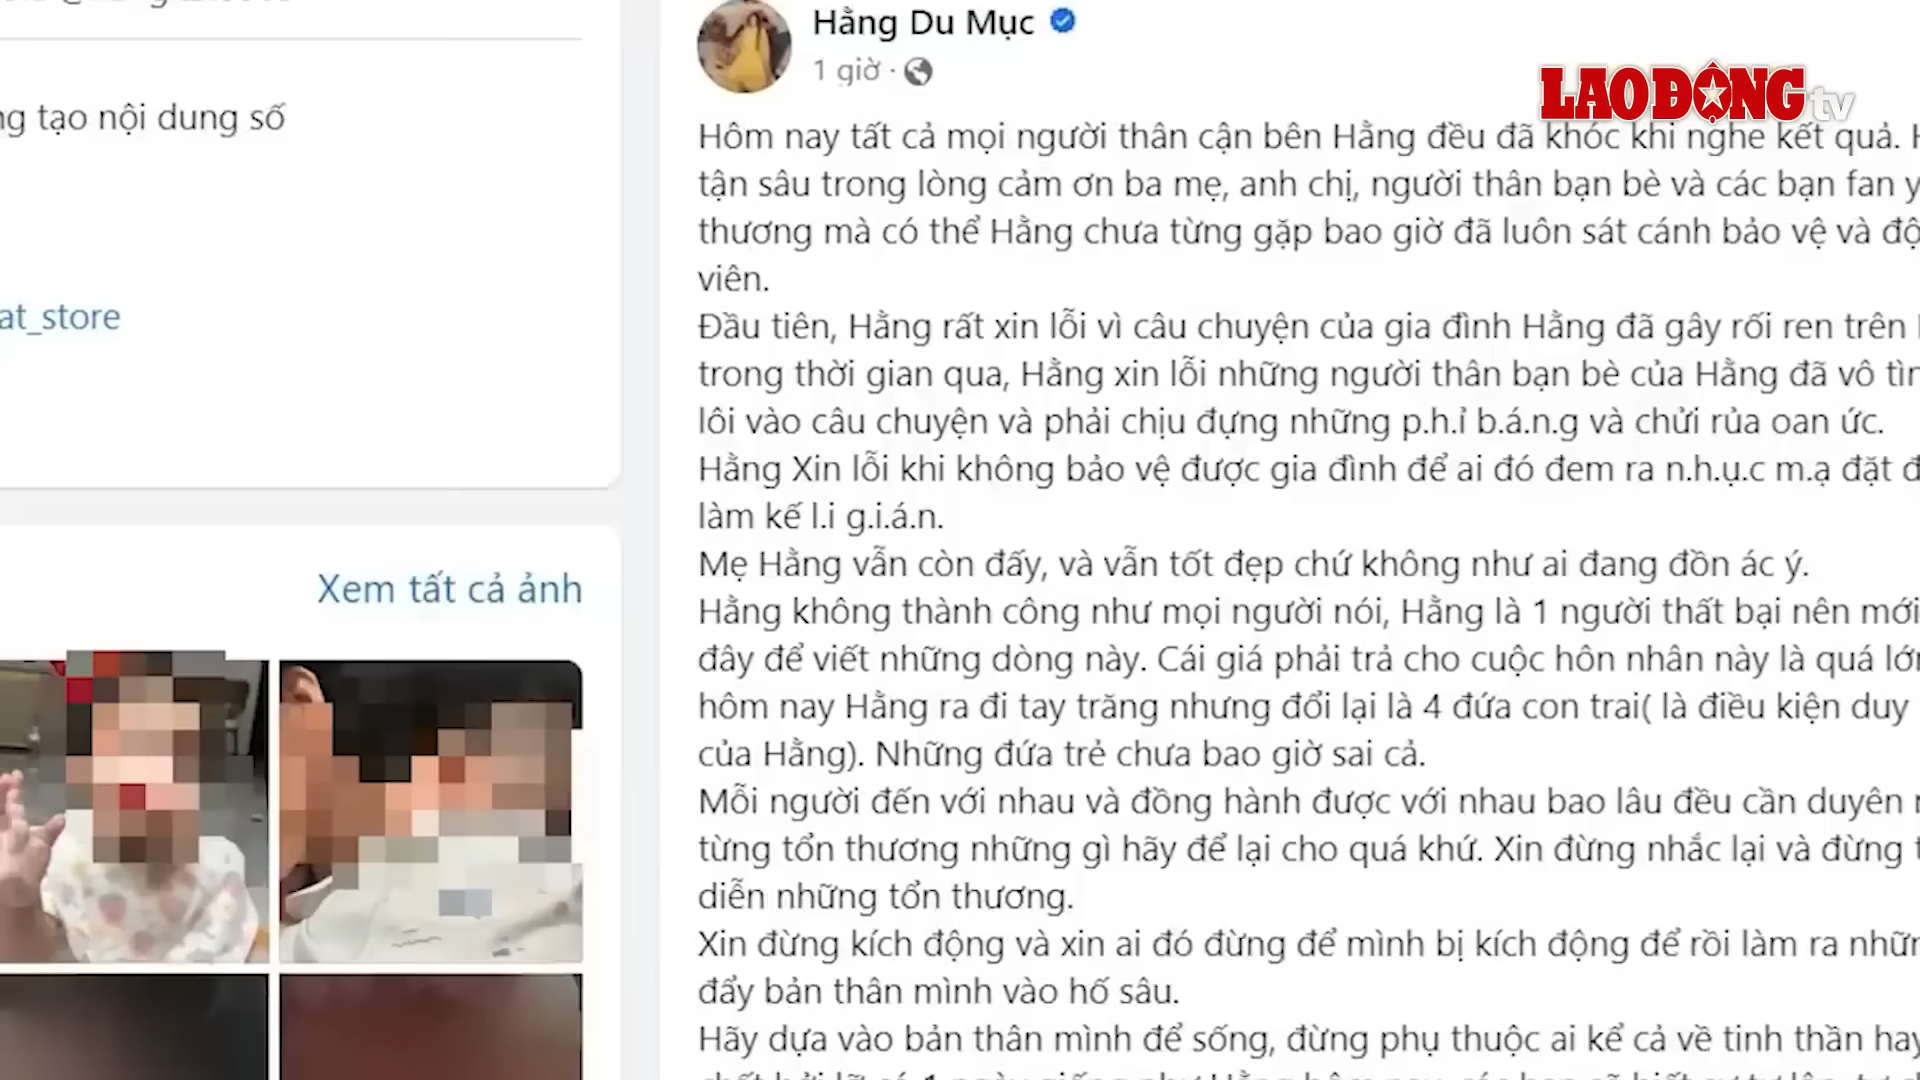 ng tạo nội dung số
at_store
Xem tất cả ảnh
Hằng Du Mục
1 giờ ·
LAO ĐỘNG tv
Hôm nay tất cả mọi người thân cận bên Hằng đều đã khóc khi nghe kết quả. H
tận sâu trong lòng cảm ơn ba mẹ, anh chị, người thân bạn bè và các bạn fan y
thương mà có thể Hằng chưa từng gặp bao giờ đã luôn sát cánh bảo vệ và độ
viên.
Đầu tiên, Hằng rất xin lỗi vì câu chuyện của gia đình Hằng đã gây rối ren trên
trong thời gian qua, Hằng xin lỗi những người thân bạn bè của Hằng đã vô tìn
lôi vào câu chuyện và phải chịu đựng những p.h.ỉ b.á.n.g và chửi rủa oan ức.
Hằng Xin lỗi khi không bảo vệ được gia đình để ai đó đem ra n.h.ụ.c m.ạ đặt đ
làm kế l.i g.i.á.n.
Mẹ Hằng vẫn còn đấy, và vẫn tốt đẹp chứ không như ai đang đồn ác ý.
Hằng không thành công như mọi người nói, Hằng là 1 người thất bại nên mới
đây để viết những dòng này. Cái giá phải trả cho cuộc hôn nhân này là quá lớn
hôm nay Hằng ra đi tay trăng nhưng đổi lại là 4 đứa con trai( là điều kiện duy
của Hằng). Những đứa trẻ chưa bao giờ sai cả.
Mỗi người đến với nhau và đồng hành được với nhau bao lâu đều cần duyên n
từng tổn thương những gì hãy để lại cho quá khứ. Xin đừng nhắc lại và đừng t
diễn những tổn thương.
Xin đừng kích động và xin ai đó đừng để mình bị kích động để rồi làm ra nhữn
đẩy bản thân mình vào hố sâu.
Hãy dựa vào bản thân mình để sống, đừng phụ thuộc ai kể cả về tinh thần hay